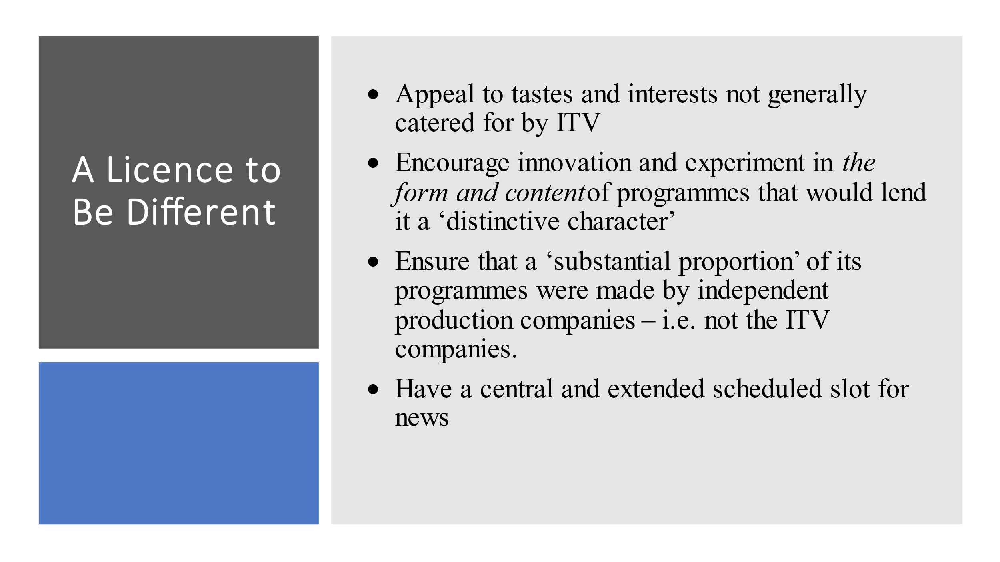 A Licence to
Be Different
• Appeal to tastes and interests not generally
catered for by ITV
• Encourage innovation and experiment in the
form and content of programmes that would lend
it a ‘distinctive character’
• Ensure that a ‘substantial proportion’ of its
programmes were made by independent
production companies – i.e. not the ITV
companies.
• Have a central and extended scheduled slot for
news